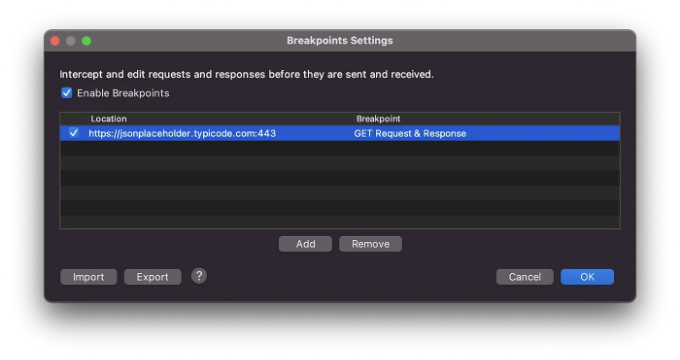 Breakpoints Settings
Intercept and edit requests and responses before they are sent and received.
Enable Breakpoints
Location Breakpoint
https://jsonplaceholder.typicode.com:443 GET Request & Response
Add Remove
Import Export ? Cancel OK